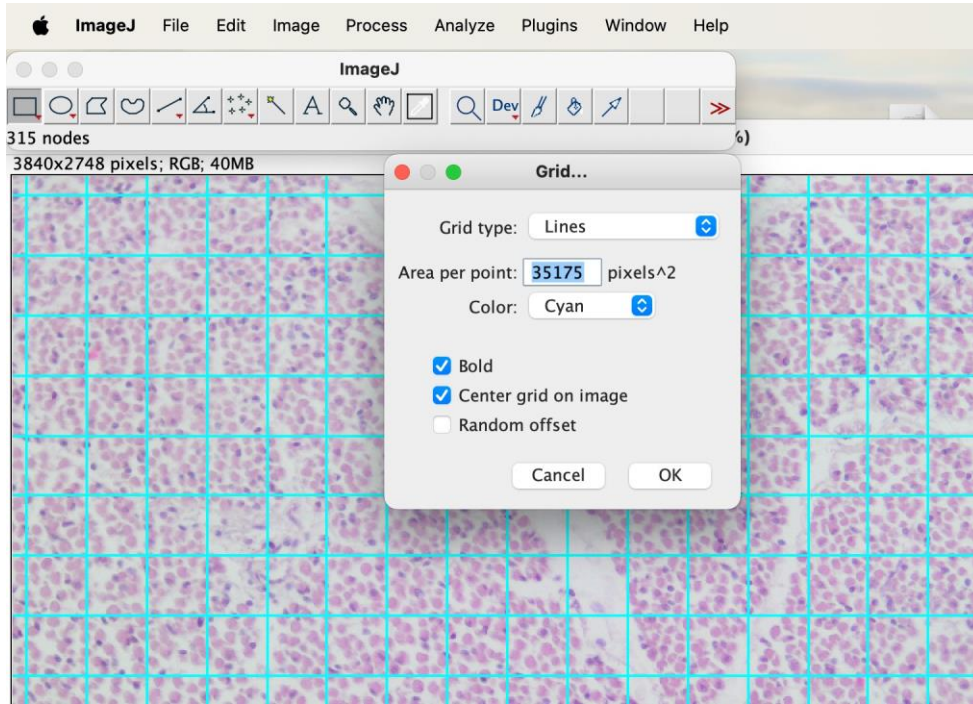 ImageJ File Edit Image Process Analyze Plugins Window Help
ImageJ
A Dev
315 nodes
%)
3840x2748 pixels; RGB; 40MB
Grid...
Grid type: Lines
Area per point: 35175 pixels^2
Color: Cyan
Bold
Center grid on image
Random offset
Cancel OK